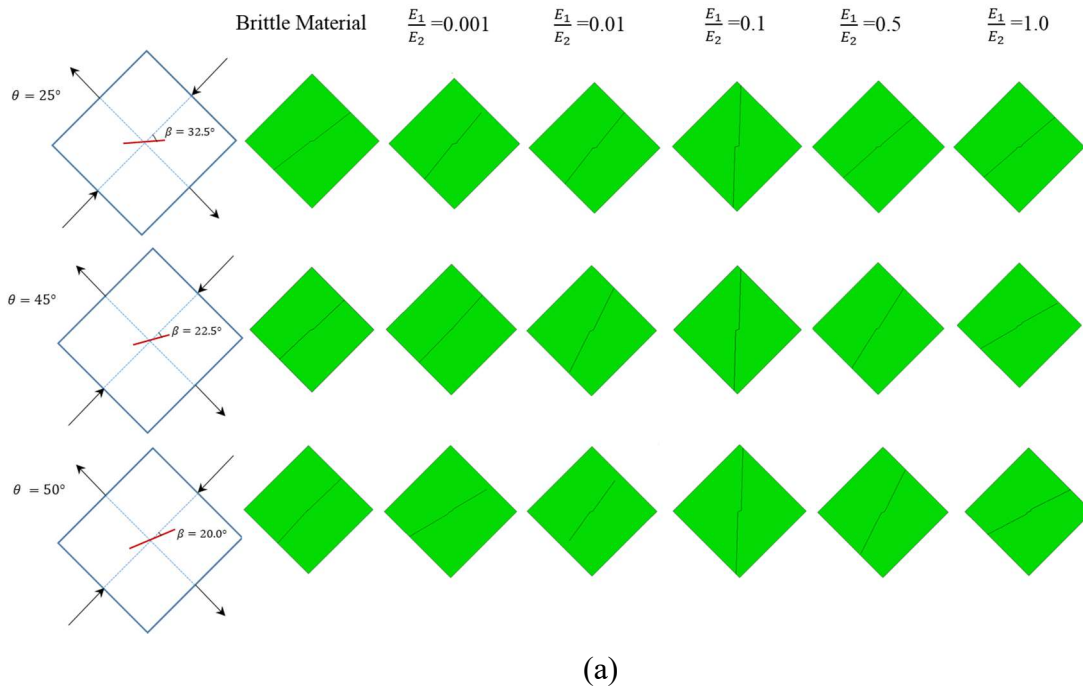 Brittle Material E₁/E₂=0.001 E₁/E₂=0.01 E₁/E₂=0.1 E₁/E₂=0.5 E₁/E₂=1.0
θ = 25°
β = 32.5°
θ = 45°
β = 22.5°
θ = 50°
β = 20.0°
(a)